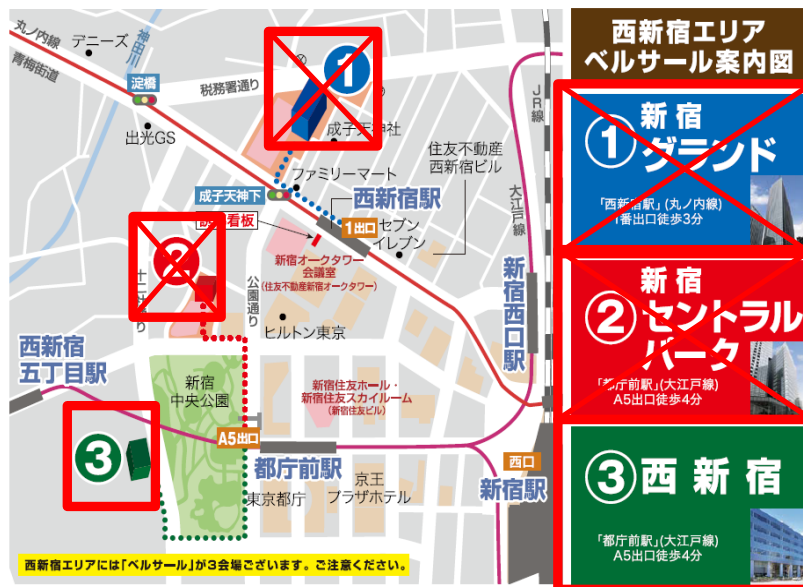 丸ノ内線
青梅街道
デニーズ
神田川
淀橋
税務署通り
出光GS
1
成子天神社
ファミリーマート
成子天神下
西新宿駅
1出口
セブン
イレブン
住友不動産
西新宿ビル
JR線
大江戸線
看板
新宿オークタワー
会議室
(住友不動産新宿オークタワー)
2
公園通り
ヒルトン東京
新宿西口駅
西新宿
五丁目駅
新宿
中央公園
新宿住友ホール・
新宿住友スカイルーム
(新宿住友ビル)
3
A5出口
都庁前駅
東京都庁
京王
プラザホテル
西口
新宿駅
西新宿エリアには「ベルサール」が3会場ございます。ご注意ください。
西新宿エリア
ベルサール案内図
1 新宿
グランド
「西新宿駅」(丸ノ内線)
1番出口徒歩3分
2 新宿
セントラル
パーク
「都庁前駅」(大江戸線)
A5出口徒歩4分
3 西新宿
「都庁前駅」(大江戸線)
A5出口徒歩4分